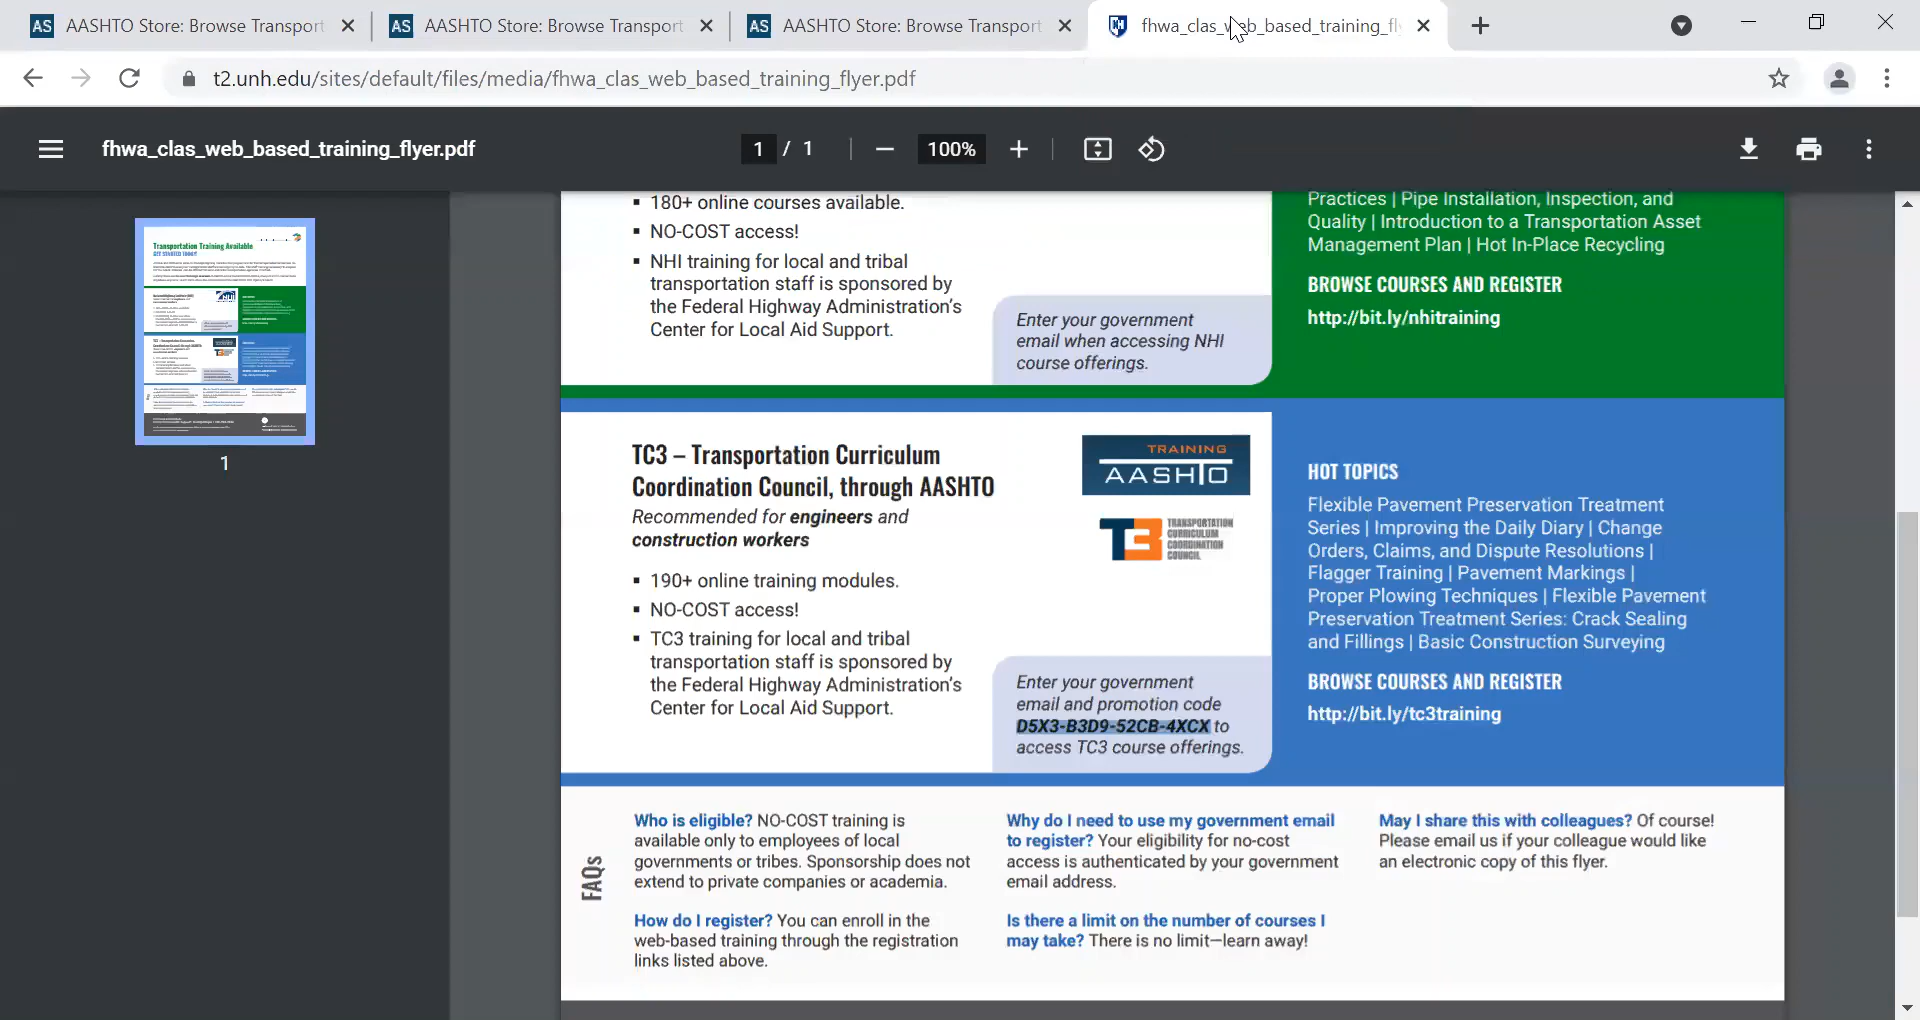 AASHTO Store: Browse Transport
AASHTO Store: Browse Transport
AASHTO Store: Browse Transport
fhwa_clas_web_based_training_fl
t2.unh.edu/sites/default/files/media/fhwa_clas_web_based_training_flyer.pdf
fhwa_clas_web_based_training_flyer.pdf
1 / 1
100%
Transportation Training Available
GET STARTED TODAY!
1
180+ online courses available.
NO-COST access!
NHI training for local and tribal
transportation staff is sponsored by
the Federal Highway Administration's
Center for Local Aid Support.
Enter your government
email when accessing NHI
course offerings.
Practices | Pipe Installation, Inspection, and
Quality | Introduction to a Transportation Asset
Management Plan | Hot In-Place Recycling
BROWSE COURSES AND REGISTER
http://bit.ly/nhitraining
TC3 – Transportation Curriculum
Coordination Council, through AASHTO
Recommended for engineers and
construction workers
190+ online training modules.
NO-COST access!
TC3 training for local and tribal
transportation staff is sponsored by
the Federal Highway Administration's
Center for Local Aid Support.
TRAINING
AASHTO
TC3
TRANSPORTATION
CURRICULUM
COORDINATION
COUNCIL
Enter your government
email and promotion code
D5X3-B3D9-52CB-4XCX to
access TC3 course offerings.
HOT TOPICS
Flexible Pavement Preservation Treatment
Series | Improving the Daily Diary | Change
Orders, Claims, and Dispute Resolutions |
Flagger Training | Pavement Markings |
Proper Plowing Techniques | Flexible Pavement
Preservation Treatment Series: Crack Sealing
and Fillings | Basic Construction Surveying
BROWSE COURSES AND REGISTER
http://bit.ly/tc3training
FAQs
Who is eligible? NO-COST training is
available only to employees of local
governments or tribes. Sponsorship does not
extend to private companies or academia.
How do I register? You can enroll in the
web-based training through the registration
links listed above.
Why do I need to use my government email
to register? Your eligibility for no-cost
access is authenticated by your government
email address.
Is there a limit on the number of courses I
may take? There is no limit—learn away!
May I share this with colleagues? Of course!
Please email us if your colleague would like
an electronic copy of this flyer.